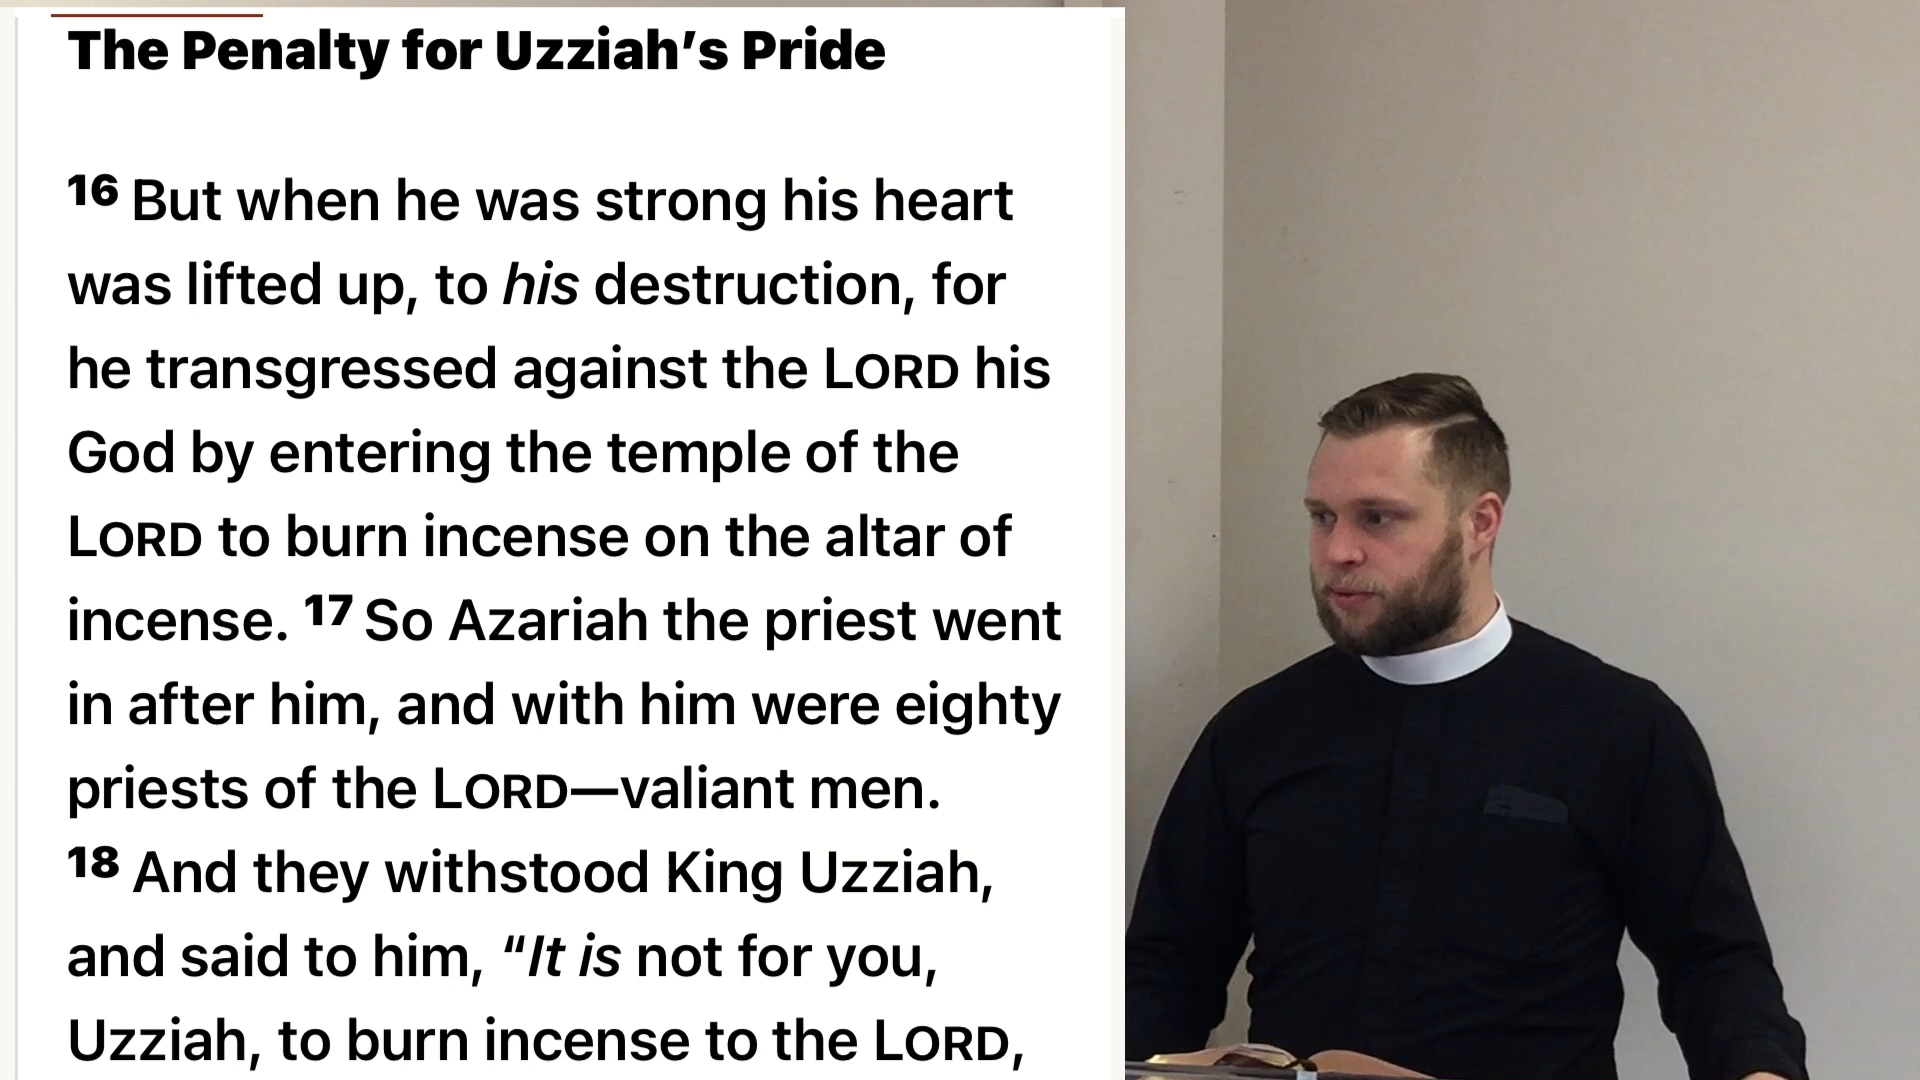 The Penalty for Uzziah’s Pride
16 But when he was strong his heart
was lifted up, to his destruction, for
he transgressed against the LORD his
God by entering the temple of the
LORD to burn incense on the altar of
incense. 17 So Azariah the priest went
in after him, and with him were eighty
priests of the LORD—valiant men.
18 And they withstood King Uzziah,
and said to him, “It is not for you,
Uzziah, to burn incense to the LORD,